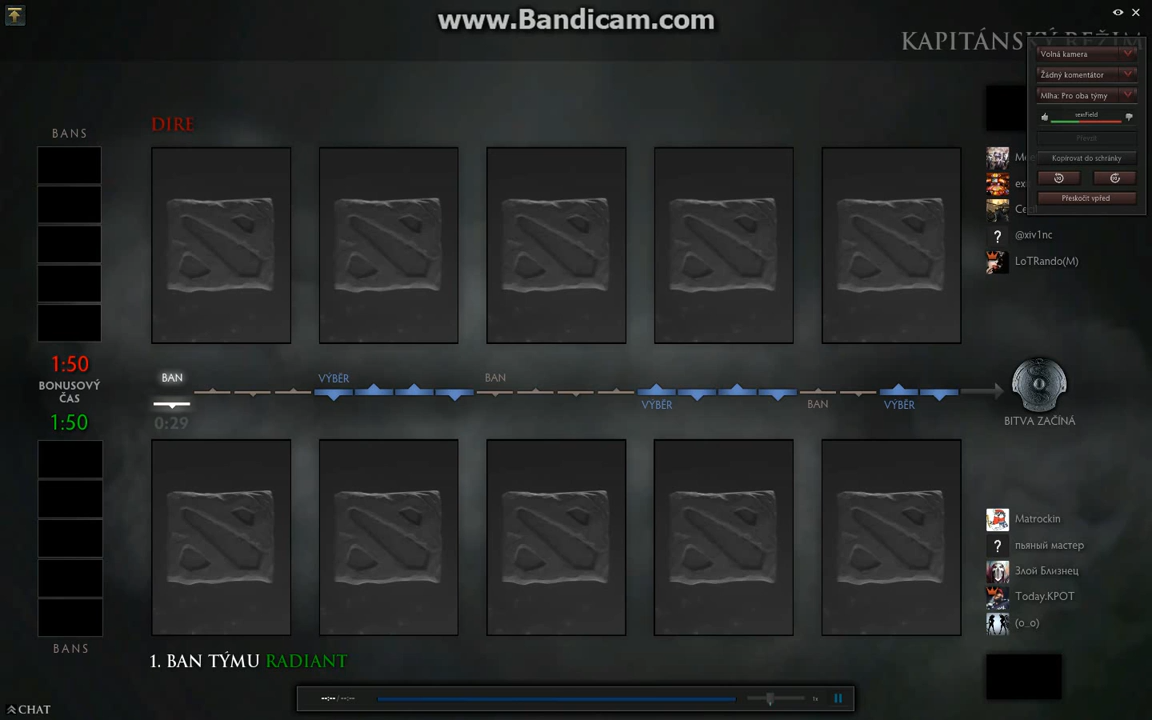 www.Bandicam.com
KAPITÁNSKÝ REŽIM
Volná kamera
Žádný komentátor
Mlha: Pro oba týmy
Převzít
Kopírovat do schránky
Přeskočit vpřed
BANS
DIRE
@xiv1nc
LoTRando(M)
1:50
BONUSOVÝ
ČAS
1:50
BAN
VÝBĚR
BAN
VÝBĚR
BAN
VÝBĚR
0:29
BITVA ZAČÍNÁ
Matrockin
пьяный мастер
Злой Близнец
Today.KPOT
(o_o)
BANS
1. BAN TÝMU RADIANT
--:-- / --:--
1x
CHAT